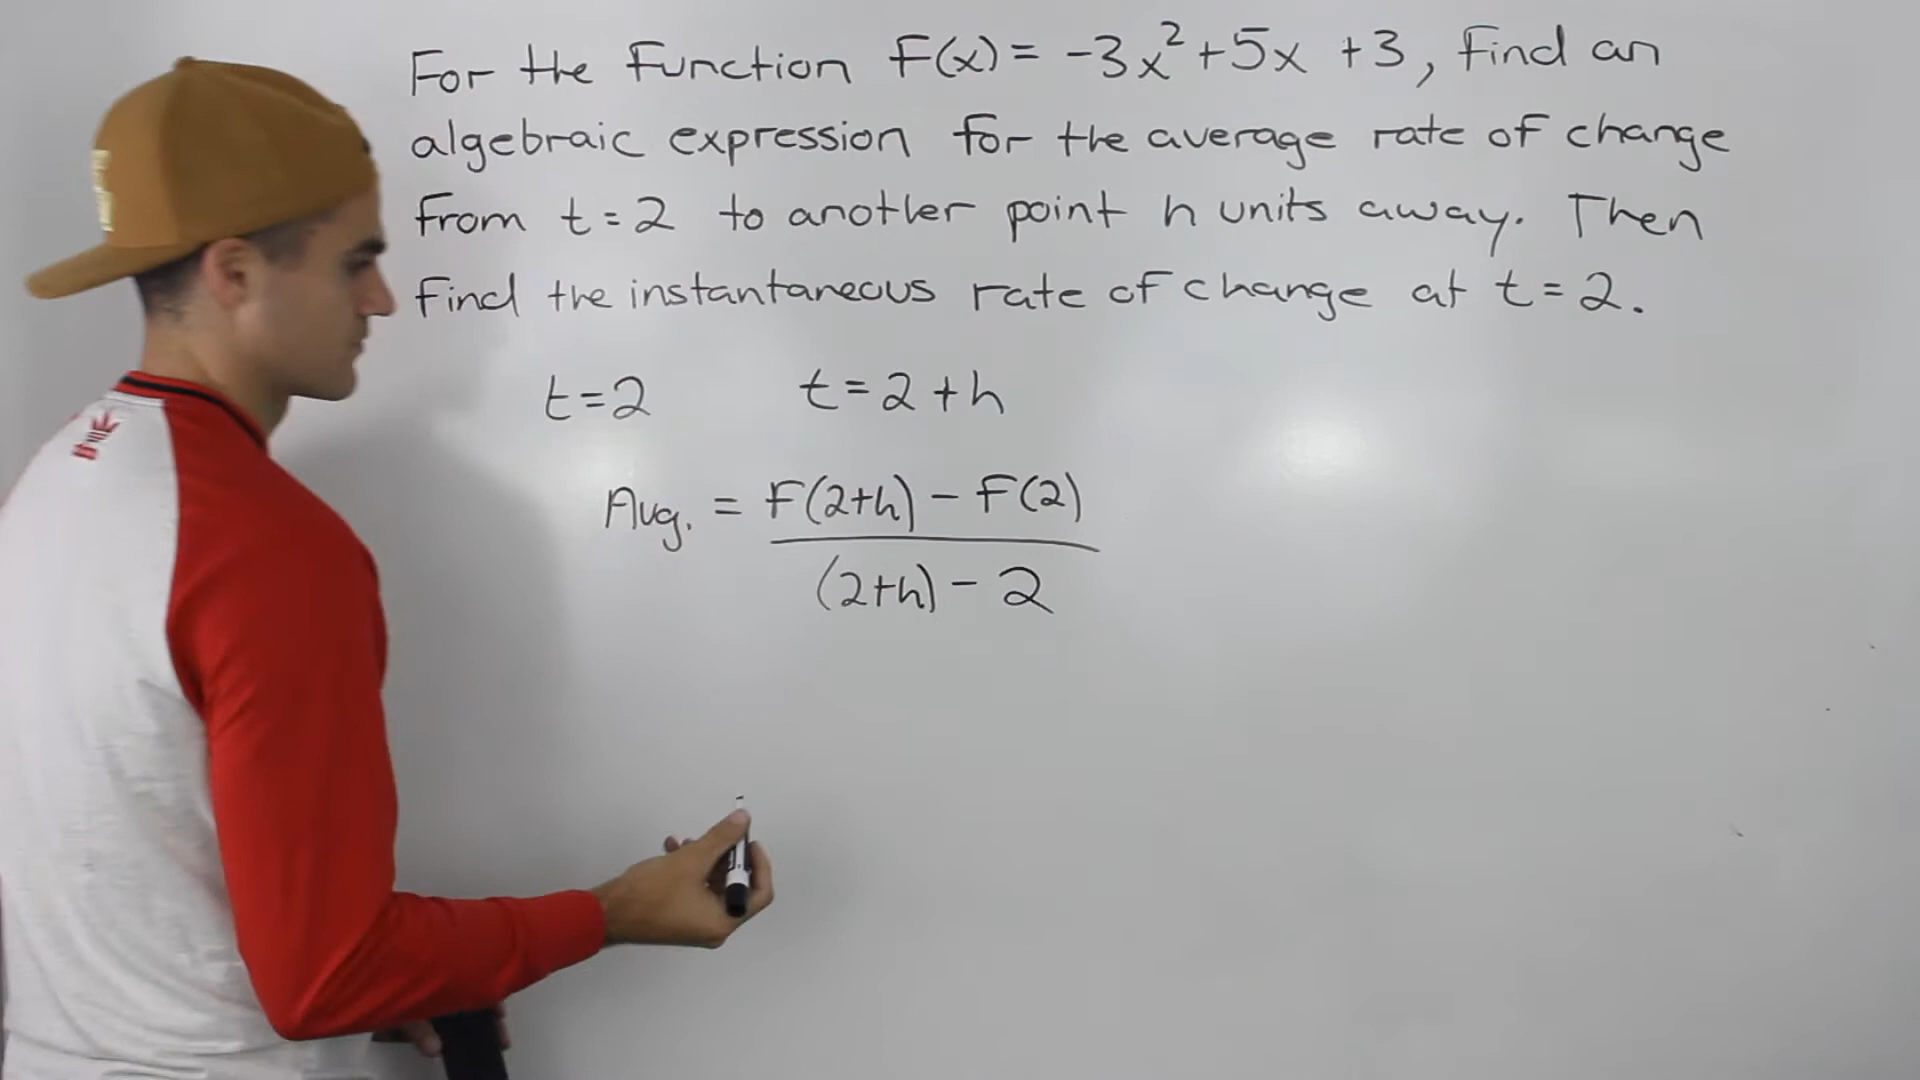 For the function F(x) = -3x² + 5x + 3, find an
algebraic expression for the average rate of change
from t = 2 to another point h units away. Then
find the instantaneous rate of change at t = 2.
t = 2 t = 2 + h
Avg. = F(2+h) - F(2)
(2+h) - 2